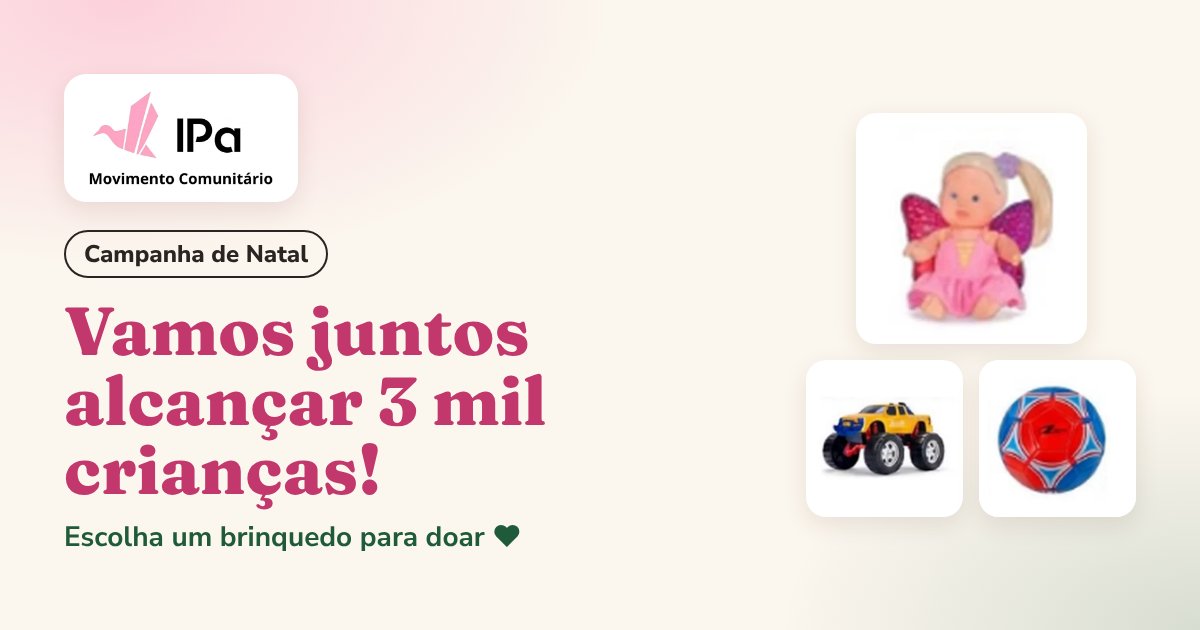 IPa
Movimento Comunitário
Campanha de Natal
Vamos juntos
alcançar 3 mil
crianças!
Escolha um brinquedo para doar